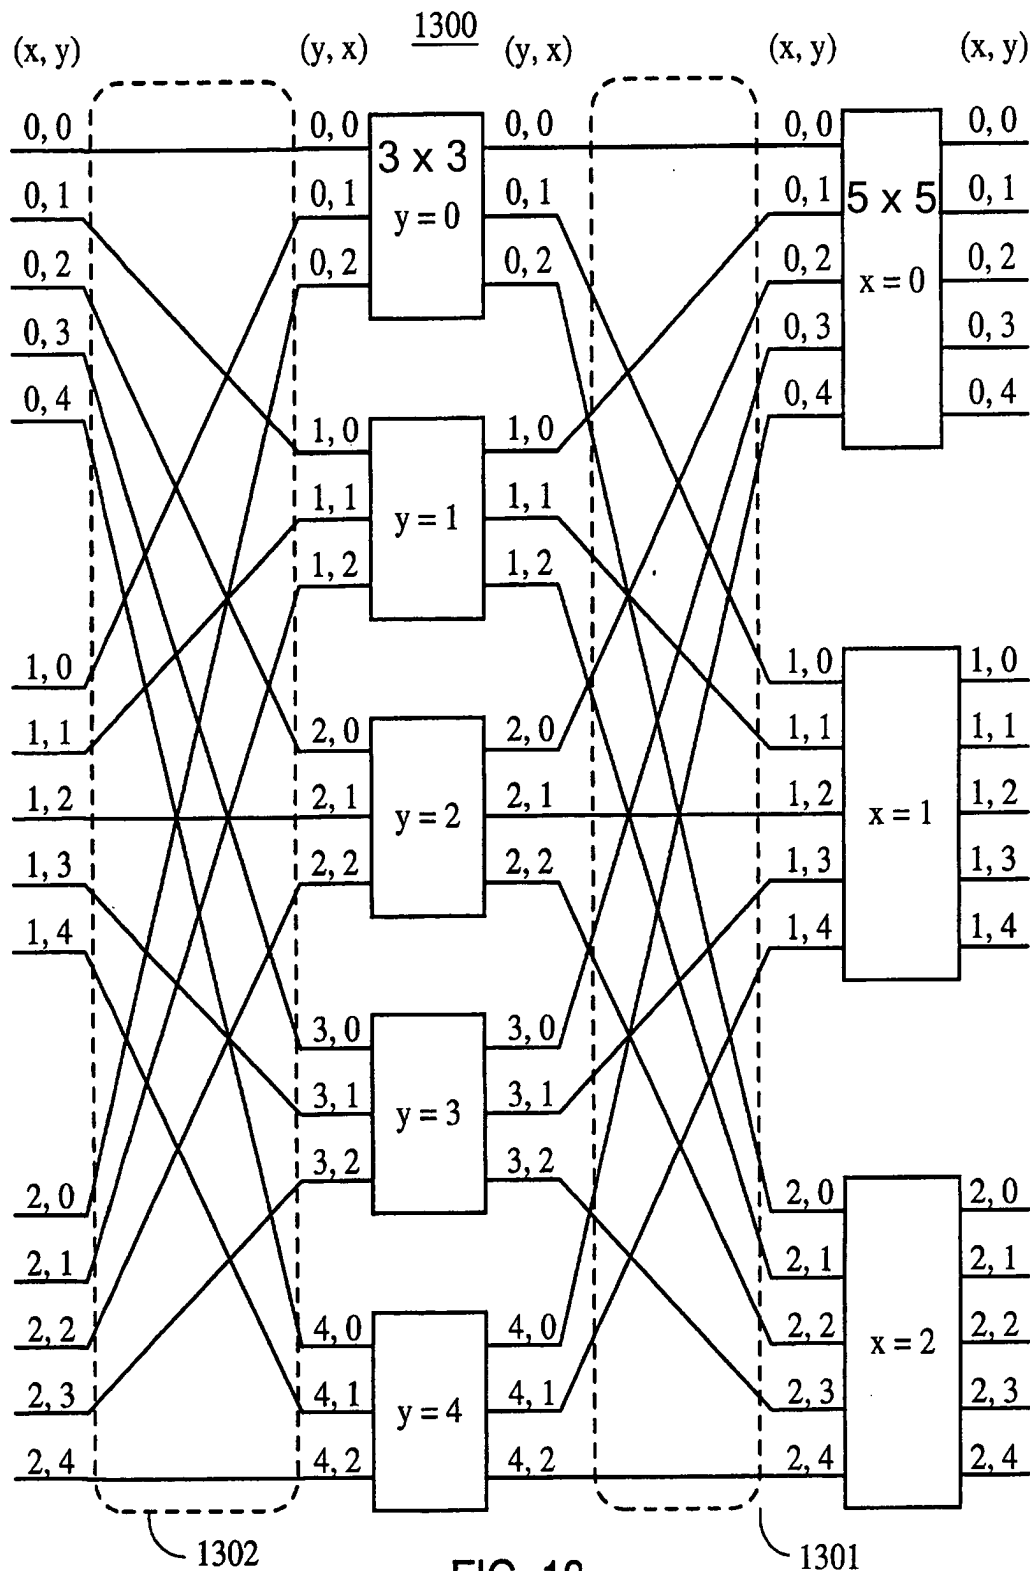 1300
(x, y) (y, x) (y, x) (x, y) (x, y)
0, 0 0, 0 0, 0 0, 0 0, 0
3 x 3
0, 1 0, 1 0, 1 0, 1 5 x 5 0, 1
y = 0
0, 2 0, 2 0, 2 0, 2 x = 0 0, 2
0, 3 0, 3 0, 3
0, 4 0, 4 0, 4
1, 0 1, 0
1, 1 y = 1 1, 1
1, 2 1, 2
1, 0 1, 0 1, 0
1, 1 2, 0 2, 0 1, 1 1, 1
1, 2 2, 1 y = 2 2, 1 1, 2 x = 1 1, 2
1, 3 2, 2 2, 2 1, 3 1, 3
1, 4 1, 4 1, 4
3, 0 3, 0
3, 1 y = 3 3, 1
3, 2 3, 2
2, 0 2, 0 2, 0
2, 1 2, 1 2, 1
2, 2 4, 0 4, 0 2, 2 x = 2 2, 2
2, 3 4, 1 y = 4 4, 1 2, 3 2, 3
2, 4 4, 2 4, 2 2, 4 2, 4
1302 1301
FIG.